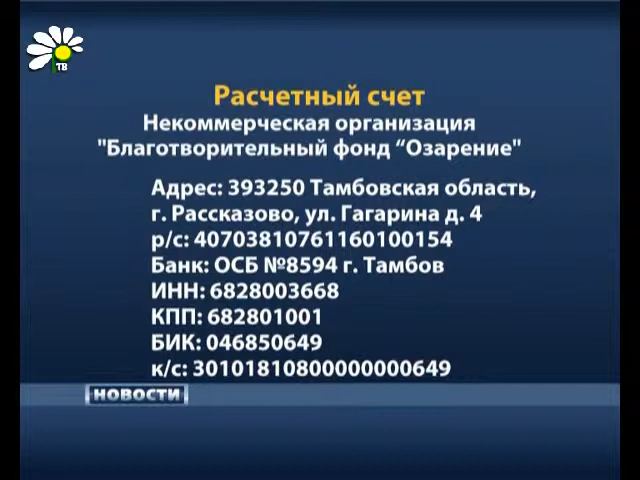 ТВ
Расчетный счет
Некоммерческая организация
"Благотворительный фонд “Озарение"
Адрес: 393250 Тамбовская область,
г. Рассказово, ул. Гагарина д. 4
р/с: 40703810761160100154
Банк: ОСБ №8594 г. Тамбов
ИНН: 6828003668
КПП: 682801001
БИК: 046850649
к/с: 30101810800000000649
НОВОСТИ